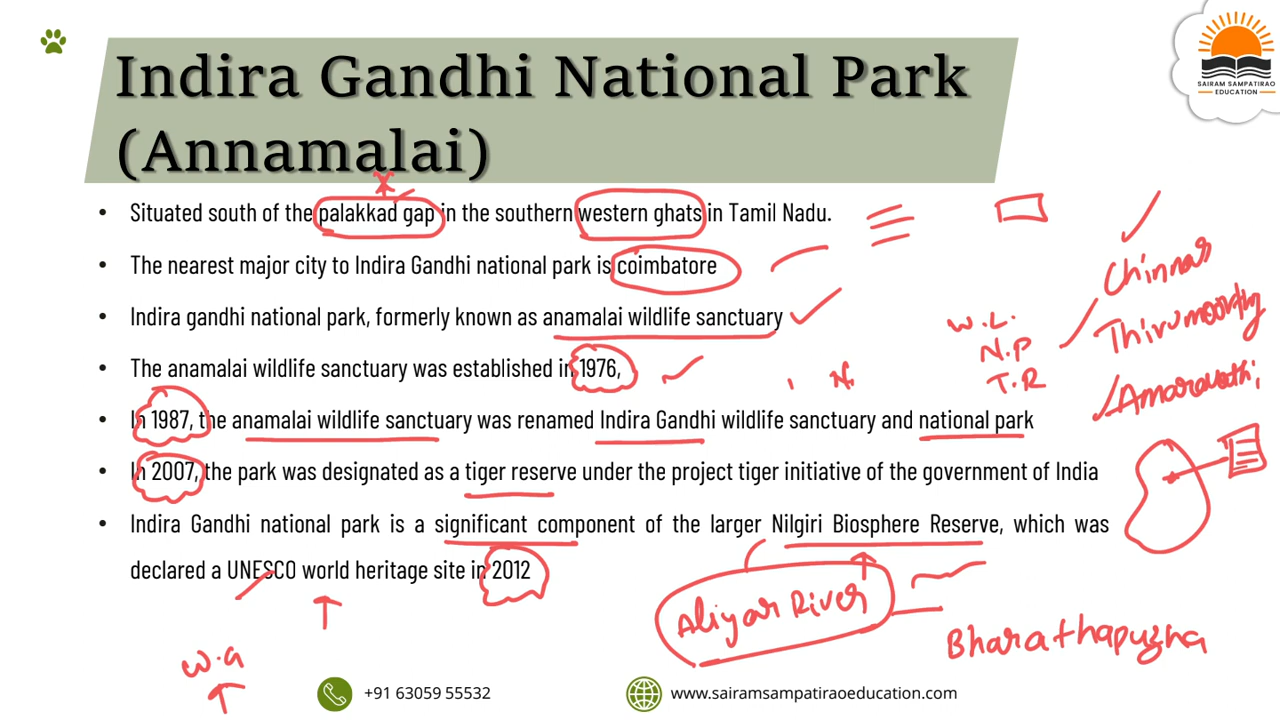 Indira Gandhi National Park
(Annamalai)
SAIRAM SAMPATIRAO
EDUCATION
• Situated south of the palakkad gap in the southern western ghats in Tamil Nadu.
• The nearest major city to Indira Gandhi national park is coimbatore
• Indira gandhi national park, formerly known as anamalai wildlife sanctuary
• The anamalai wildlife sanctuary was established in 1976,
• In 1987, the anamalai wildlife sanctuary was renamed Indira Gandhi wildlife sanctuary and national park
• In 2007, the park was designated as a tiger reserve under the project tiger initiative of the government of India
• Indira Gandhi national park is a significant component of the larger Nilgiri Biosphere Reserve, which was
declared a UNESCO world heritage site in 2012
Chinnar
Thirumoorthy
Amaravathi,
W.L.
N.P
T.R
N.
Aliyar River
Bharathapuzha
W.G
+91 63059 55532
www.sairamsampatiraoeducation.com